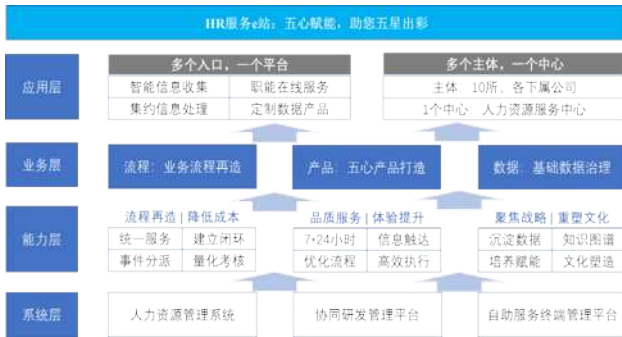 HR服务e站：五心赋能，助您五星出彩
应用层
多个入口，一个平台
智能信息收集 职能在线服务
集约信息处理 定制数据产品
多个主体，一个中心
主体 10所、各下属公司
1个中心 人力资源服务中心
业务层
流程：业务流程再造
产品：五心产品打造
数据：基础数据治理
能力层
流程再造|降低成本
统一服务 建立闭环
事件分派 量化考核
品质服务|体验提升
7*24小时 信息触达
优化流程 高效执行
聚焦战略|重塑文化
沉淀数据 知识图谱
培养赋能 文化塑造
系统层
人力资源管理系统
协同研发管理平台
自助服务终端管理平台